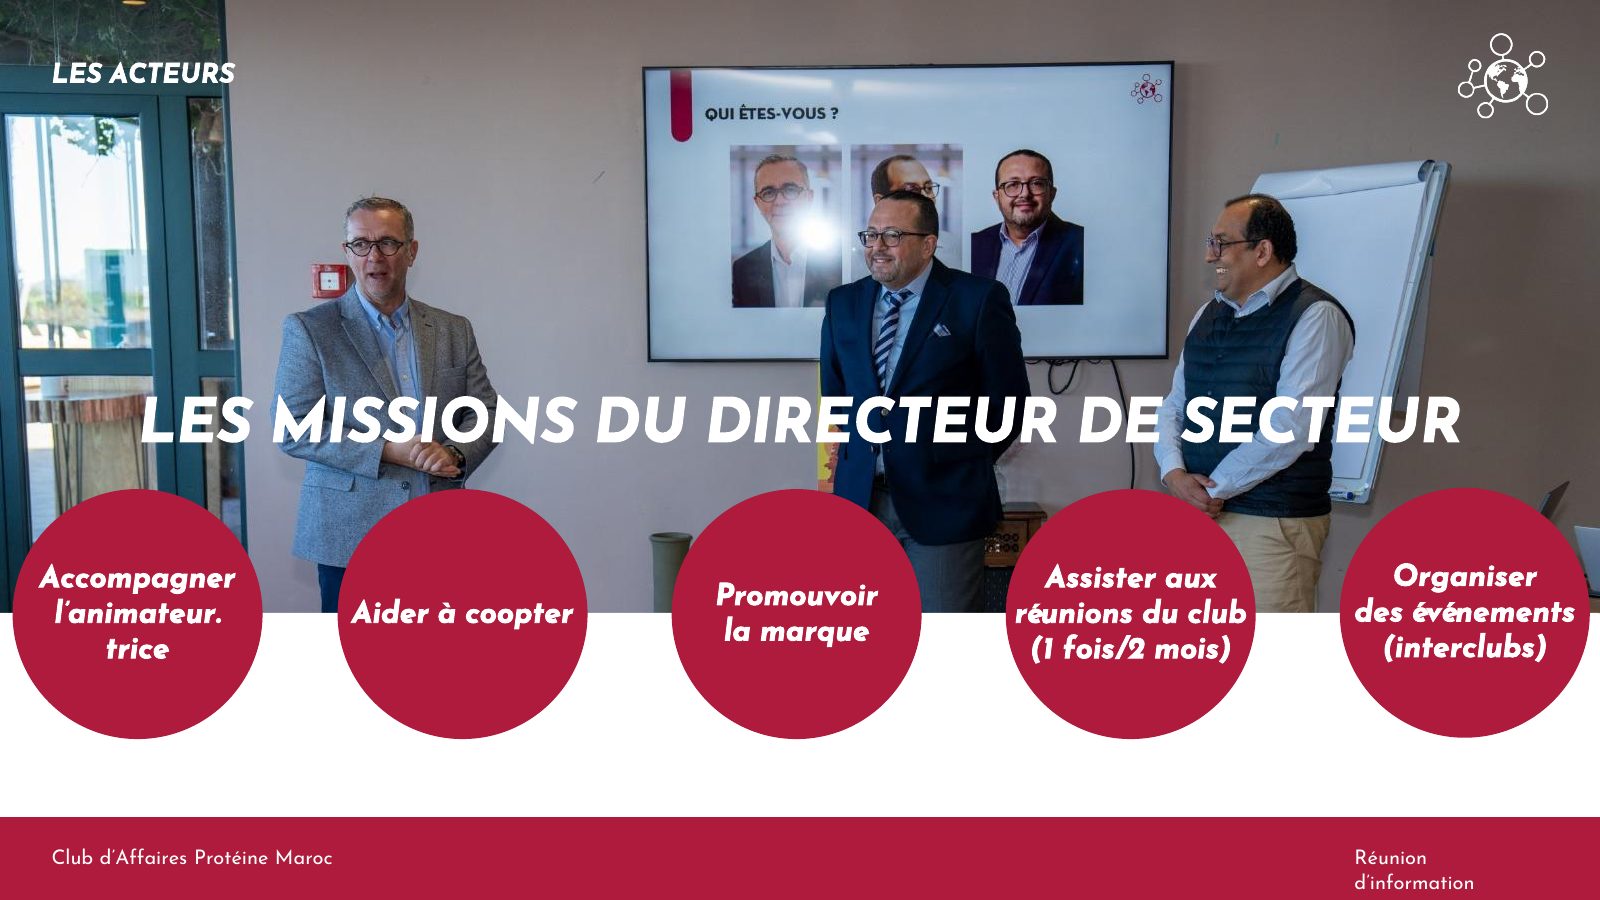 LES ACTEURS
QUI ÊTES-VOUS ?
LES MISSIONS DU DIRECTEUR DE SECTEUR
Accompagner
l'animateur.
trice
Aider à coopter
Promouvoir
la marque
Assister aux
réunions du club
(1 fois/2 mois)
Organiser
des événements
(interclubs)
Club d'Affaires Protéine Maroc
Réunion
d'information